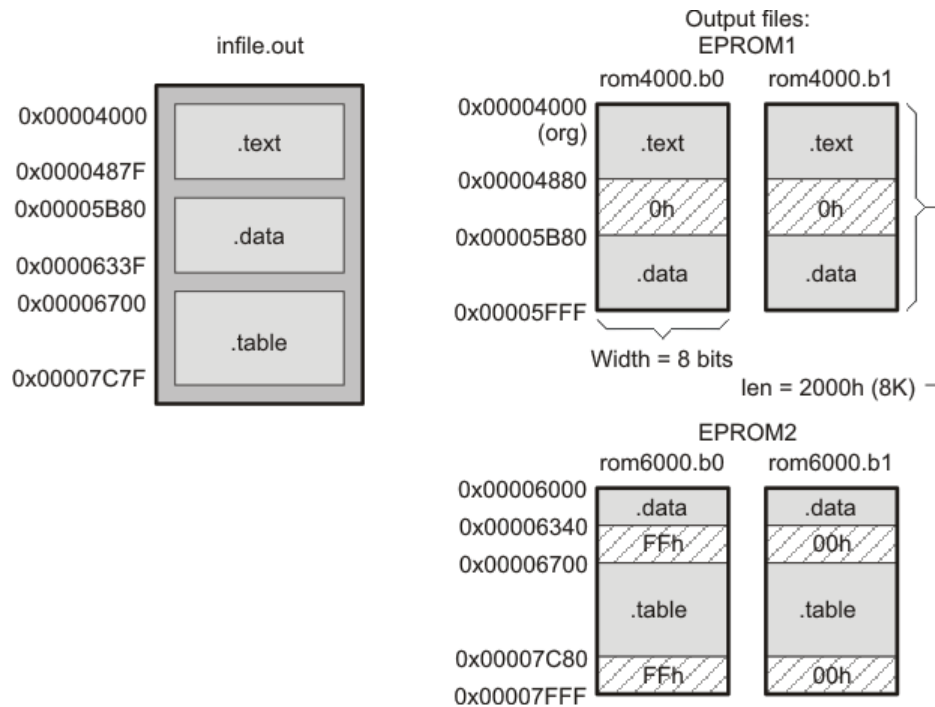 infile.out
0x00004000
.text
0x0000487F
0x00005B80
.data
0x0000633F
0x00006700
.table
0x00007C7F
Output files:
EPROM1
rom4000.b0 rom4000.b1
0x00004000
(org)
.text .text
0x00004880
0h 0h
0x00005B80
.data .data
0x00005FFF
Width = 8 bits
len = 2000h (8K)
EPROM2
rom6000.b0 rom6000.b1
0x00006000
.data .data
0x00006340
FFh 00h
0x00006700
.table .table
0x00007C80
FFh 00h
0x00007FFF